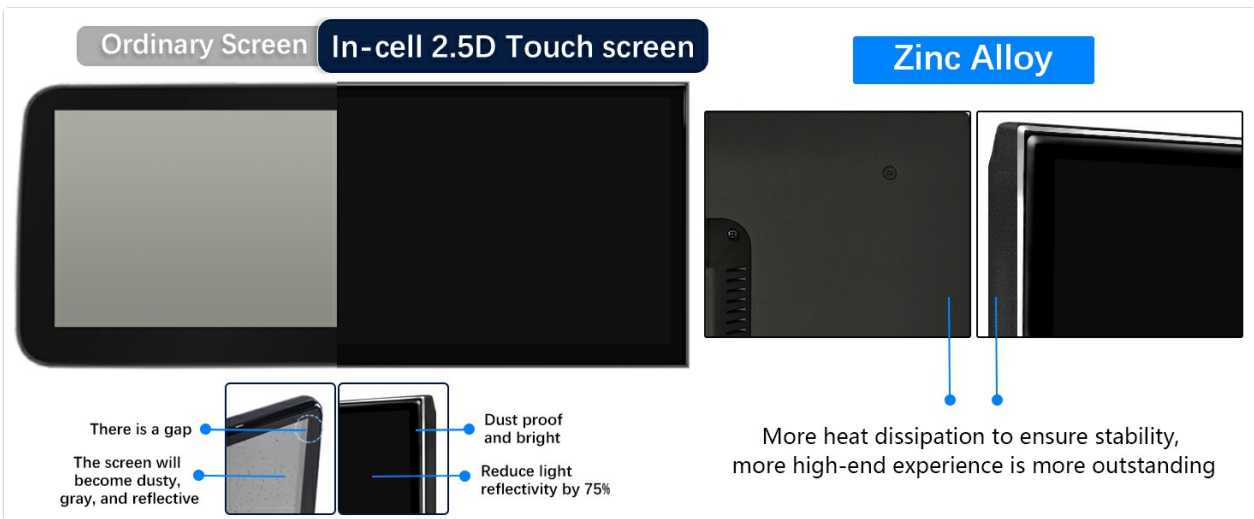 Ordinary Screen
In-cell 2.5D Touch screen
There is a gap
The screen will
become dusty,
gray, and reflective
Dust proof
and bright
Reduce light
reflectivity by 75%
Zinc Alloy
More heat dissipation to ensure stability,
more high-end experience is more outstanding